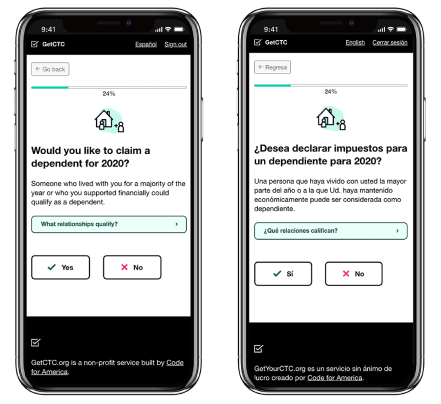 9:41
GetCTC
Español Sign out
← Go back
24%
Would you like to claim a
dependent for 2020?
Someone who lived with you for a majority of the
year or who you supported financially could
qualify as a dependent.
What relationships qualify? ›
✓ Yes
✕ No
GetCTC.org is a non-profit service built by Code
for America.
9:41
GetCTC
English Cerrar sesión
← Regresa
24%
¿Desea declarar impuestos para
un dependiente para 2020?
Una persona que haya vivido con usted la mayor
parte del año o a la que Ud. haya mantenido
económicamente puede ser considerada como
dependiente.
¿Qué relaciones califican? ›
✓ Sí
✕ No
GetYourCTC.org es un servicio sin ánimo de
lucro creado por Code for America.